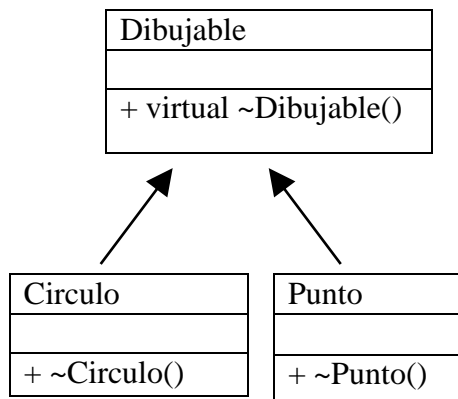 Dibujable
+ virtual ~Dibujable()
Circulo
+ ~Circulo()
Punto
+ ~Punto()